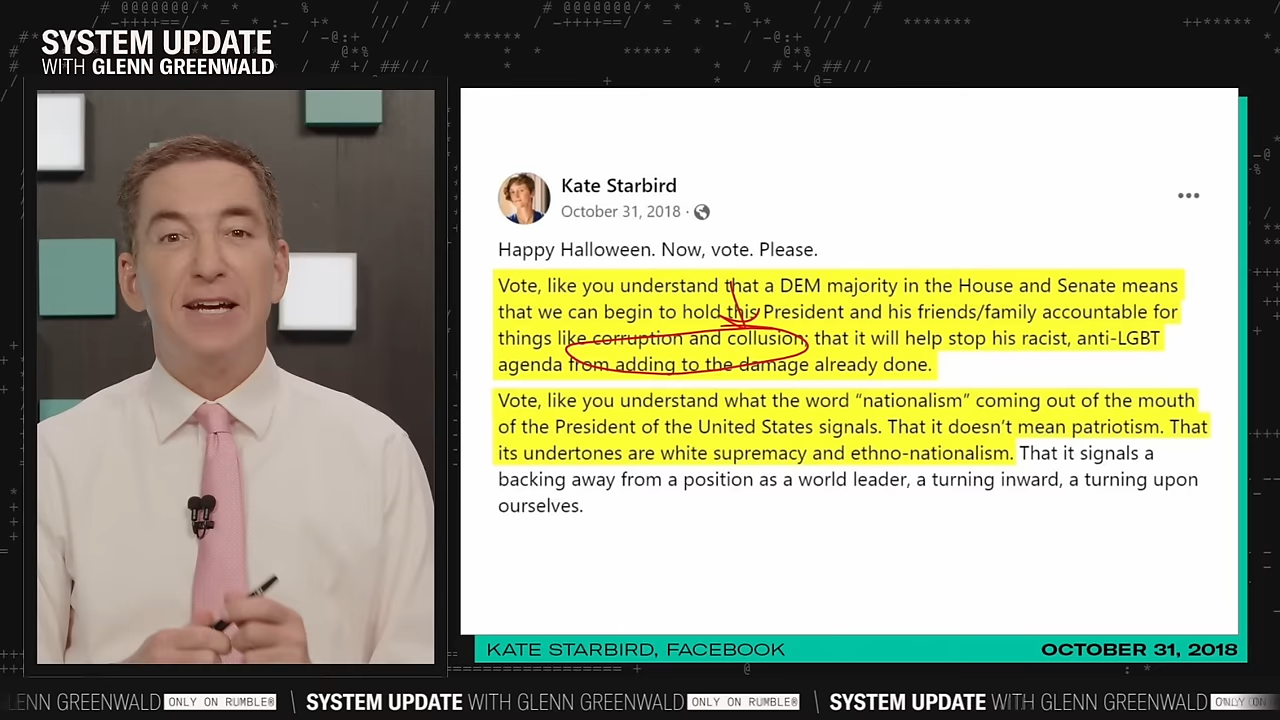 SYSTEM UPDATE
WITH GLENN GREENWALD
Kate Starbird
October 31, 2018
Happy Halloween. Now, vote. Please.
Vote, like you understand that a DEM majority in the House and Senate means
that we can begin to hold this President and his friends/family accountable for
things like corruption and collusion; that it will help stop his racist, anti-LGBT
agenda from adding to the damage already done.
Vote, like you understand what the word “nationalism” coming out of the mouth
of the President of the United States signals. That it doesn’t mean patriotism. That
its undertones are white supremacy and ethno-nationalism. That it signals a
backing away from a position as a world leader, a turning inward, a turning upon
ourselves.
KATE STARBIRD, FACEBOOK OCTOBER 31, 2018
GREENWALD ONLY ON RUMBLE® \ SYSTEM UPDATE WITH GLENN GREENWALD ONLY ON RUMBLE® \ SYSTEM UPDATE WITH GLENN GREENWALD ONLY ON